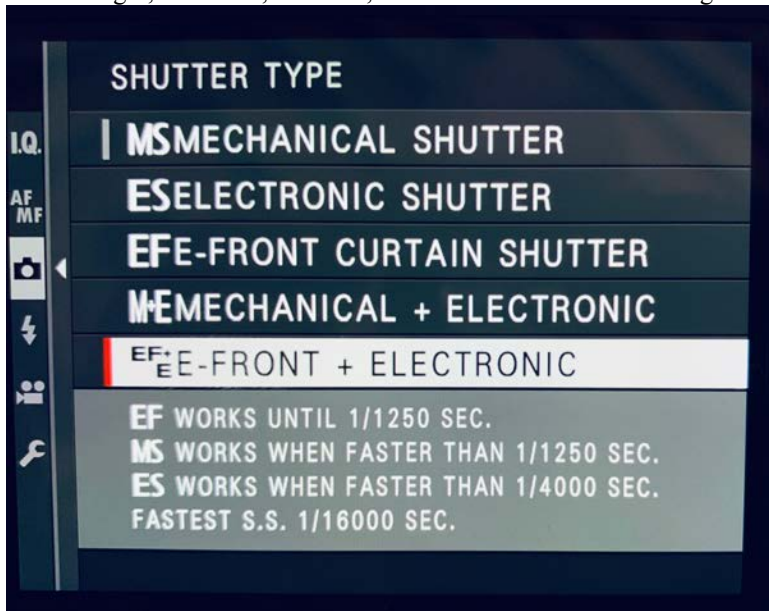 SHUTTER TYPE
I.Q.
AF
MF
MS MECHANICAL SHUTTER
ES ELECTRONIC SHUTTER
EF E-FRONT CURTAIN SHUTTER
M+E MECHANICAL + ELECTRONIC
EF+E E-FRONT + ELECTRONIC
EF WORKS UNTIL 1/1250 SEC.
MS WORKS WHEN FASTER THAN 1/1250 SEC.
ES WORKS WHEN FASTER THAN 1/4000 SEC.
FASTEST S.S. 1/16000 SEC.